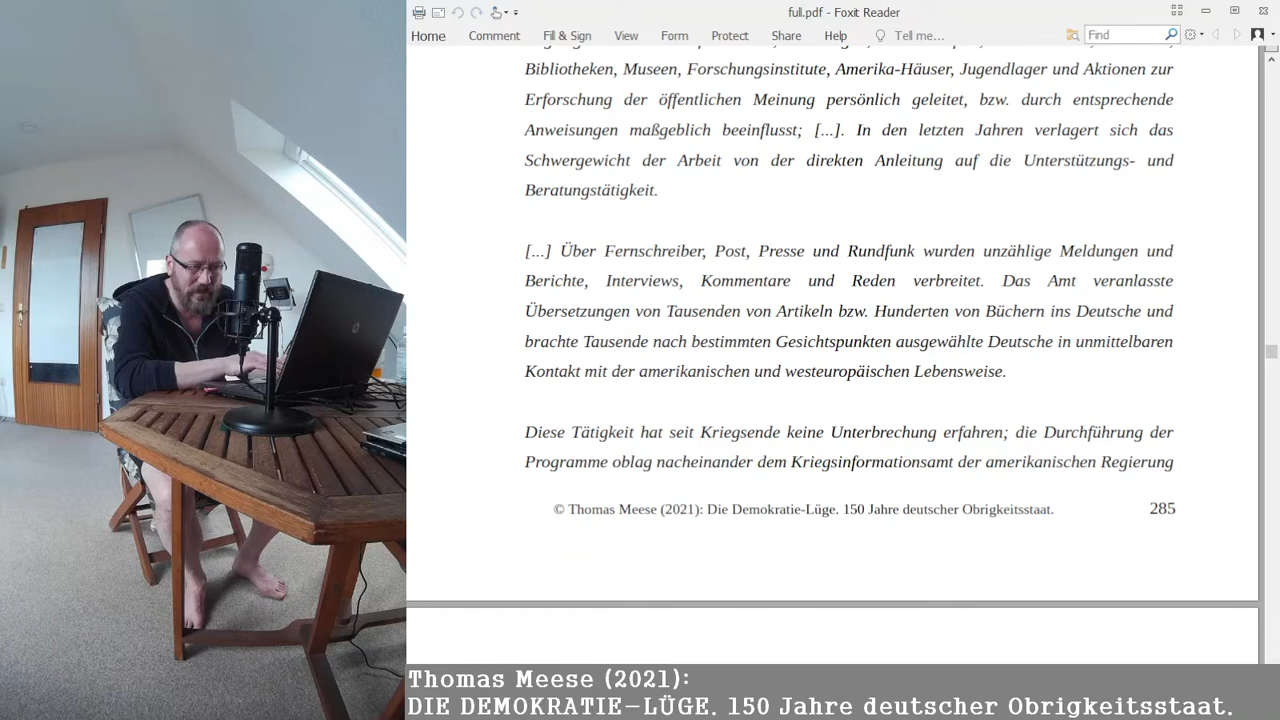 full.pdf - Foxit Reader
Home Comment Fill & Sign View Form Protect Share Help Tell me… Find
Bibliotheken, Museen, Forschungsinstitute, Amerika-Häuser, Jugendlager und Aktionen zur
Erforschung der öffentlichen Meinung persönlich geleitet, bzw. durch entsprechende
Anweisungen maßgeblich beeinflusst; [...]. In den letzten Jahren verlagert sich das
Schwergewicht der Arbeit von der direkten Anleitung auf die Unterstützungs- und
Beratungstätigkeit.
[...] Über Fernschreiber, Post, Presse und Rundfunk wurden unzählige Meldungen und
Berichte, Interviews, Kommentare und Reden verbreitet. Das Amt veranlasste
Übersetzungen von Tausenden von Artikeln bzw. Hunderten von Büchern ins Deutsche und
brachte Tausende nach bestimmten Gesichtspunkten ausgewählte Deutsche in unmittelbaren
Kontakt mit der amerikanischen und westeuropäischen Lebensweise.
Diese Tätigkeit hat seit Kriegsende keine Unterbrechung erfahren; die Durchführung der
Programme oblag nacheinander dem Kriegsinformationsamt der amerikanischen Regierung
© Thomas Meese (2021): Die Demokratie-Lüge. 150 Jahre deutscher Obrigkeitsstaat. 285
Thomas Meese (2021):
DIE DEMOKRATIE-LÜGE. 150 Jahre deutscher Obrigkeitsstaat.